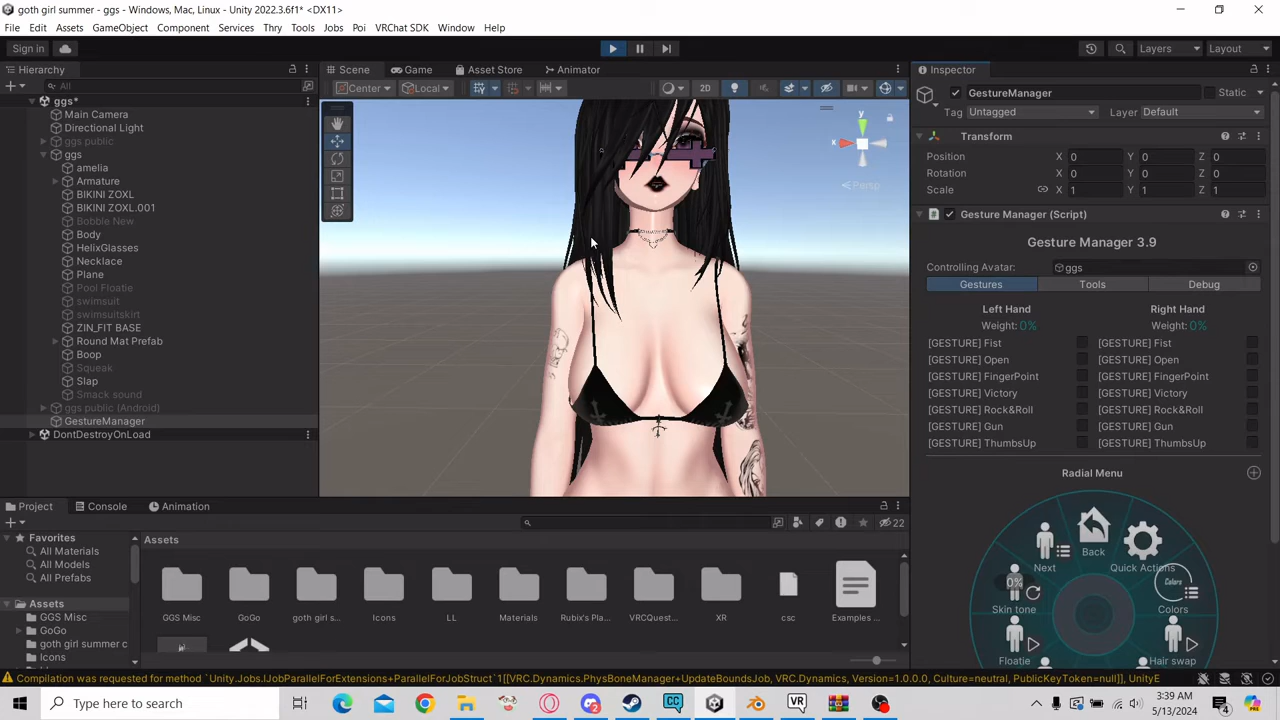 goth girl summer - ggs - Windows, Mac, Linux - Unity 2022.3.6f1* <DX11>
File Edit Assets GameObject Component Services Thry Tools Jobs Poi VRChat SDK Window Help
Sign in Layers Layout
Hierarchy Scene Game Asset Store Animator Inspector
All Center Local 2D
GestureManager Static
Tag Untagged Layer Default
ggs*
Main Camera
Directional Light
ggs public
ggs
amelia
Armature
BIKINI ZOXL
BIKINI ZOXL.001
Bobble New
Body
HelixGlasses
Necklace
Plane
Pool Floatie
swimsuit
swimsuitskirt
ZIN_FIT BASE
Round Mat Prefab
Boop
Squeak
Slap
Smack sound
ggs public (Android)
GestureManager
DontDestroyOnLoad
y
x
Persp
Transform
Position X 0 Y 0 Z 0
Rotation X 0 Y 0 Z 0
Scale X 1 Y 1 Z 1
Gesture Manager (Script)
Gesture Manager 3.9
Controlling Avatar: ggs
Gestures Tools Debug
Left Hand Right Hand
Weight: 0% Weight: 0%
[GESTURE] Fist [GESTURE] Fist
[GESTURE] Open [GESTURE] Open
[GESTURE] FingerPoint [GESTURE] FingerPoint
[GESTURE] Victory [GESTURE] Victory
[GESTURE] Rock&Roll [GESTURE] Rock&Roll
[GESTURE] Gun [GESTURE] Gun
[GESTURE] ThumbsUp [GESTURE] ThumbsUp
Radial Menu
Back
Next
Quick Actions
0%
Skin tone
Colors
Colors
Floatie
Hair swap
Project Console Animation
22
Favorites
All Materials
All Models
All Prefabs
Assets
GGS Misc
GoGo
goth girl summer c
Icons
Assets
GGS Misc GoGo goth girl s... Icons LL Materials Rubix's Pla... VRCQuest... XR csc Examples ...
Compilation was requested for method `Unity.Jobs.IJobParallelForExtensions+ParallelForJobStruct`1[[VRC.Dynamics.PhysBoneManager+UpdateBoundsJob, VRC.Dynamics, Version=1.0.0.0, Culture=neutral, PublicKeyToken=null]], UnityE
Type here to search
3:39 AM
5/13/2024
4